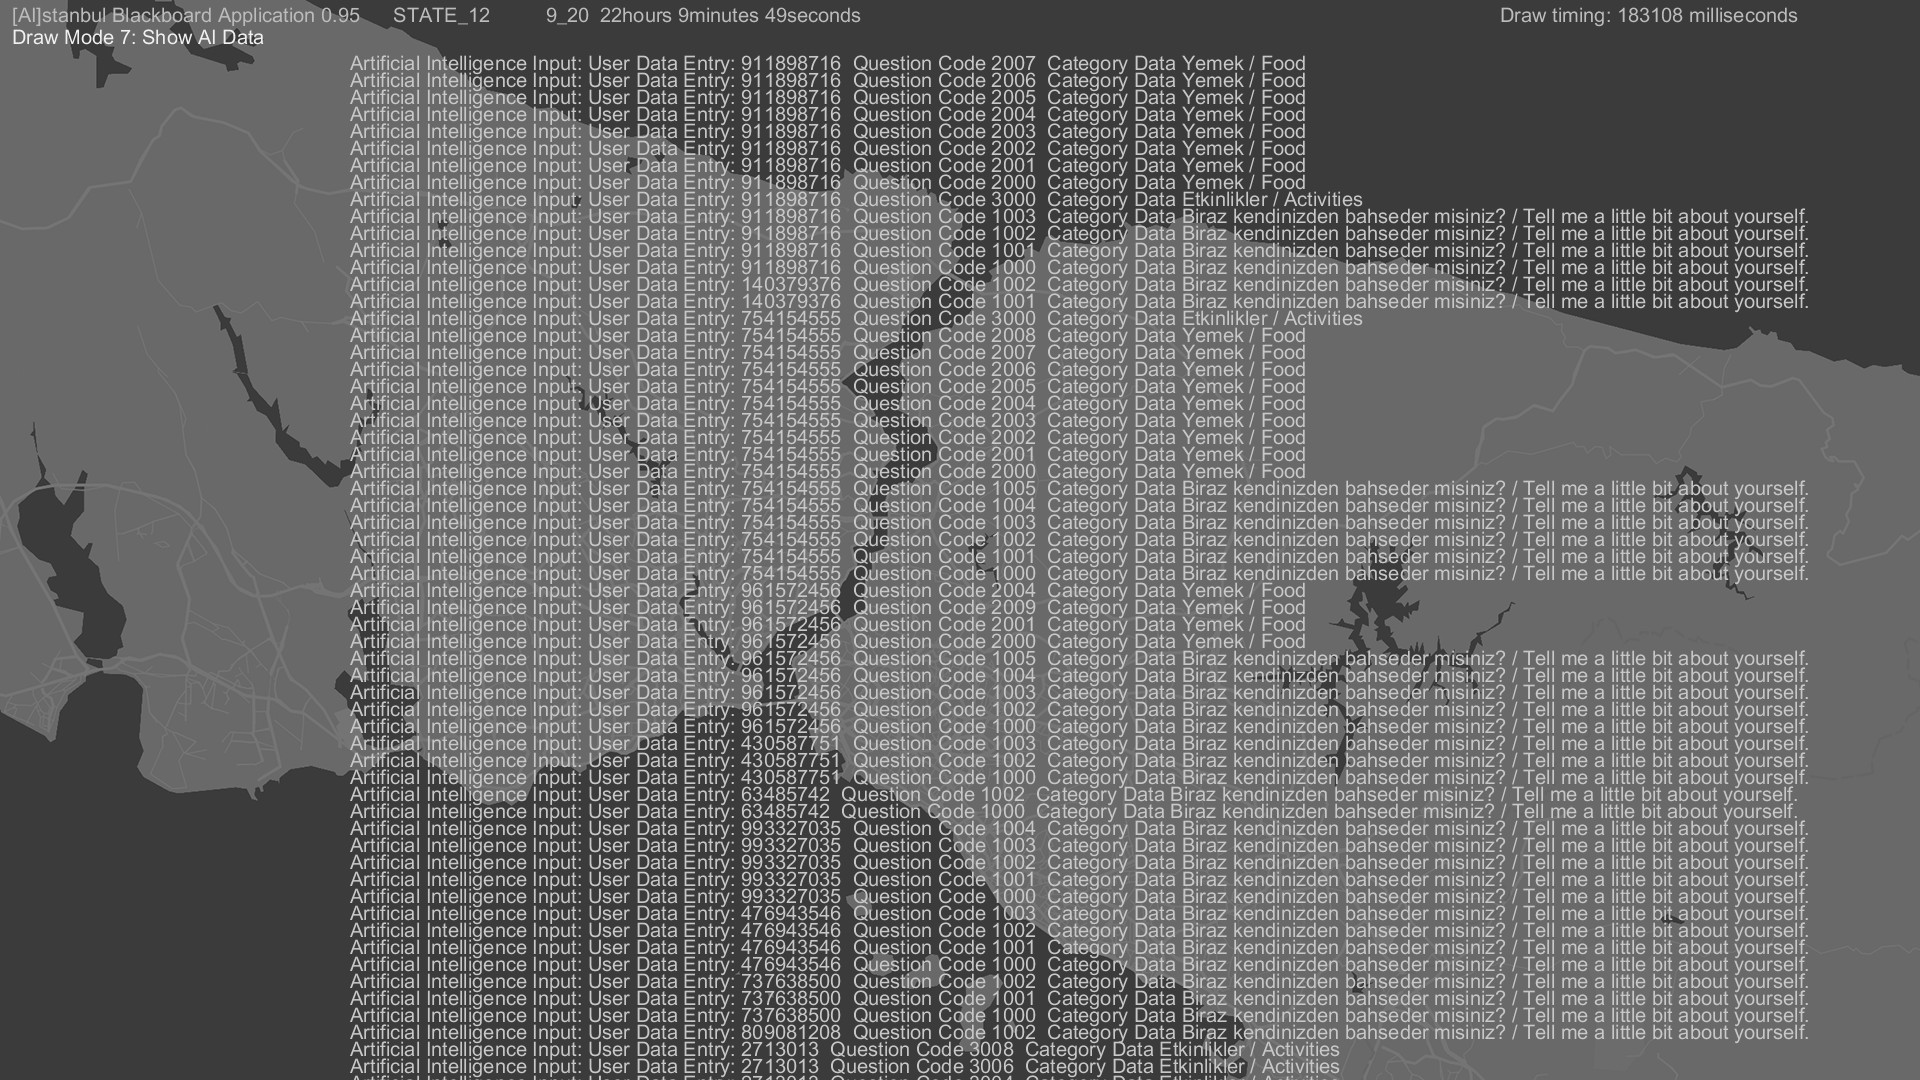 [AI]stanbul Blackboard Application 0.95 STATE_12 9_20 22hours 9minutes 49seconds Draw timing: 183108 milliseconds
Draw Mode 7: Show AI Data
Artificial Intelligence Input: User Data Entry: 911898716 Question Code 2007 Category Data Yemek / Food
Artificial Intelligence Input: User Data Entry: 911898716 Question Code 2006 Category Data Yemek / Food
Artificial Intelligence Input: User Data Entry: 911898716 Question Code 2005 Category Data Yemek / Food
Artificial Intelligence Input: User Data Entry: 911898716 Question Code 2004 Category Data Yemek / Food
Artificial Intelligence Input: User Data Entry: 911898716 Question Code 2003 Category Data Yemek / Food
Artificial Intelligence Input: User Data Entry: 911898716 Question Code 2002 Category Data Yemek / Food
Artificial Intelligence Input: User Data Entry: 911898716 Question Code 2001 Category Data Yemek / Food
Artificial Intelligence Input: User Data Entry: 911898716 Question Code 2000 Category Data Yemek / Food
Artificial Intelligence Input: User Data Entry: 911898716 Question Code 3000 Category Data Etkinlikler / Activities
Artificial Intelligence Input: User Data Entry: 911898716 Question Code 1003 Category Data Biraz kendinizden bahseder misiniz? / Tell me a little bit about yourself.
Artificial Intelligence Input: User Data Entry: 911898716 Question Code 1002 Category Data Biraz kendinizden bahseder misiniz? / Tell me a little bit about yourself.
Artificial Intelligence Input: User Data Entry: 911898716 Question Code 1001 Category Data Biraz kendinizden bahseder misiniz? / Tell me a little bit about yourself.
Artificial Intelligence Input: User Data Entry: 911898716 Question Code 1000 Category Data Biraz kendinizden bahseder misiniz? / Tell me a little bit about yourself.
Artificial Intelligence Input: User Data Entry: 140379376 Question Code 1002 Category Data Biraz kendinizden bahseder misiniz? / Tell me a little bit about yourself.
Artificial Intelligence Input: User Data Entry: 140379376 Question Code 1001 Category Data Biraz kendinizden bahseder misiniz? / Tell me a little bit about yourself.
Artificial Intelligence Input: User Data Entry: 754154555 Question Code 3000 Category Data Etkinlikler / Activities
Artificial Intelligence Input: User Data Entry: 754154555 Question Code 2008 Category Data Yemek / Food
Artificial Intelligence Input: User Data Entry: 754154555 Question Code 2007 Category Data Yemek / Food
Artificial Intelligence Input: User Data Entry: 754154555 Question Code 2006 Category Data Yemek / Food
Artificial Intelligence Input: User Data Entry: 754154555 Question Code 2005 Category Data Yemek / Food
Artificial Intelligence Input: User Data Entry: 754154555 Question Code 2004 Category Data Yemek / Food
Artificial Intelligence Input: User Data Entry: 754154555 Question Code 2003 Category Data Yemek / Food
Artificial Intelligence Input: User Data Entry: 754154555 Question Code 2002 Category Data Yemek / Food
Artificial Intelligence Input: User Data Entry: 754154555 Question Code 2001 Category Data Yemek / Food
Artificial Intelligence Input: User Data Entry: 754154555 Question Code 2000 Category Data Yemek / Food
Artificial Intelligence Input: User Data Entry: 754154555 Question Code 1005 Category Data Biraz kendinizden bahseder misiniz? / Tell me a little bit about yourself.
Artificial Intelligence Input: User Data Entry: 754154555 Question Code 1004 Category Data Biraz kendinizden bahseder misiniz? / Tell me a little bit about yourself.
Artificial Intelligence Input: User Data Entry: 754154555 Question Code 1003 Category Data Biraz kendinizden bahseder misiniz? / Tell me a little bit about yourself.
Artificial Intelligence Input: User Data Entry: 754154555 Question Code 1002 Category Data Biraz kendinizden bahseder misiniz? / Tell me a little bit about yourself.
Artificial Intelligence Input: User Data Entry: 754154555 Question Code 1001 Category Data Biraz kendinizden bahseder misiniz? / Tell me a little bit about yourself.
Artificial Intelligence Input: User Data Entry: 754154555 Question Code 1000 Category Data Biraz kendinizden bahseder misiniz? / Tell me a little bit about yourself.
Artificial Intelligence Input: User Data Entry: 961572456 Question Code 2004 Category Data Yemek / Food
Artificial Intelligence Input: User Data Entry: 961572456 Question Code 2009 Category Data Yemek / Food
Artificial Intelligence Input: User Data Entry: 961572456 Question Code 2001 Category Data Yemek / Food
Artificial Intelligence Input: User Data Entry: 961572456 Question Code 2000 Category Data Yemek / Food
Artificial Intelligence Input: User Data Entry: 961572456 Question Code 1005 Category Data Biraz kendinizden bahseder misiniz? / Tell me a little bit about yourself.
Artificial Intelligence Input: User Data Entry: 961572456 Question Code 1004 Category Data Biraz kendinizden bahseder misiniz? / Tell me a little bit about yourself.
Artificial Intelligence Input: User Data Entry: 961572456 Question Code 1003 Category Data Biraz kendinizden bahseder misiniz? / Tell me a little bit about yourself.
Artificial Intelligence Input: User Data Entry: 961572456 Question Code 1002 Category Data Biraz kendinizden bahseder misiniz? / Tell me a little bit about yourself.
Artificial Intelligence Input: User Data Entry: 961572456 Question Code 1000 Category Data Biraz kendinizden bahseder misiniz? / Tell me a little bit about yourself.
Artificial Intelligence Input: User Data Entry: 430587751 Question Code 1003 Category Data Biraz kendinizden bahseder misiniz? / Tell me a little bit about yourself.
Artificial Intelligence Input: User Data Entry: 430587751 Question Code 1002 Category Data Biraz kendinizden bahseder misiniz? / Tell me a little bit about yourself.
Artificial Intelligence Input: User Data Entry: 430587751 Question Code 1000 Category Data Biraz kendinizden bahseder misiniz? / Tell me a little bit about yourself.
Artificial Intelligence Input: User Data Entry: 63485742 Question Code 1002 Category Data Biraz kendinizden bahseder misiniz? / Tell me a little bit about yourself.
Artificial Intelligence Input: User Data Entry: 63485742 Question Code 1000 Category Data Biraz kendinizden bahseder misiniz? / Tell me a little bit about yourself.
Artificial Intelligence Input: User Data Entry: 993327035 Question Code 1004 Category Data Biraz kendinizden bahseder misiniz? / Tell me a little bit about yourself.
Artificial Intelligence Input: User Data Entry: 993327035 Question Code 1003 Category Data Biraz kendinizden bahseder misiniz? / Tell me a little bit about yourself.
Artificial Intelligence Input: User Data Entry: 993327035 Question Code 1002 Category Data Biraz kendinizden bahseder misiniz? / Tell me a little bit about yourself.
Artificial Intelligence Input: User Data Entry: 993327035 Question Code 1001 Category Data Biraz kendinizden bahseder misiniz? / Tell me a little bit about yourself.
Artificial Intelligence Input: User Data Entry: 993327035 Question Code 1000 Category Data Biraz kendinizden bahseder misiniz? / Tell me a little bit about yourself.
Artificial Intelligence Input: User Data Entry: 476943546 Question Code 1003 Category Data Biraz kendinizden bahseder misiniz? / Tell me a little bit about yourself.
Artificial Intelligence Input: User Data Entry: 476943546 Question Code 1002 Category Data Biraz kendinizden bahseder misiniz? / Tell me a little bit about yourself.
Artificial Intelligence Input: User Data Entry: 476943546 Question Code 1001 Category Data Biraz kendinizden bahseder misiniz? / Tell me a little bit about yourself.
Artificial Intelligence Input: User Data Entry: 476943546 Question Code 1000 Category Data Biraz kendinizden bahseder misiniz? / Tell me a little bit about yourself.
Artificial Intelligence Input: User Data Entry: 737638500 Question Code 1002 Category Data Biraz kendinizden bahseder misiniz? / Tell me a little bit about yourself.
Artificial Intelligence Input: User Data Entry: 737638500 Question Code 1001 Category Data Biraz kendinizden bahseder misiniz? / Tell me a little bit about yourself.
Artificial Intelligence Input: User Data Entry: 737638500 Question Code 1000 Category Data Biraz kendinizden bahseder misiniz? / Tell me a little bit about yourself.
Artificial Intelligence Input: User Data Entry: 809081208 Question Code 1002 Category Data Biraz kendinizden bahseder misiniz? / Tell me a little bit about yourself.
Artificial Intelligence Input: User Data Entry: 2713013 Question Code 3008 Category Data Etkinlikler / Activities
Artificial Intelligence Input: User Data Entry: 2713013 Question Code 3006 Category Data Etkinlikler / Activities